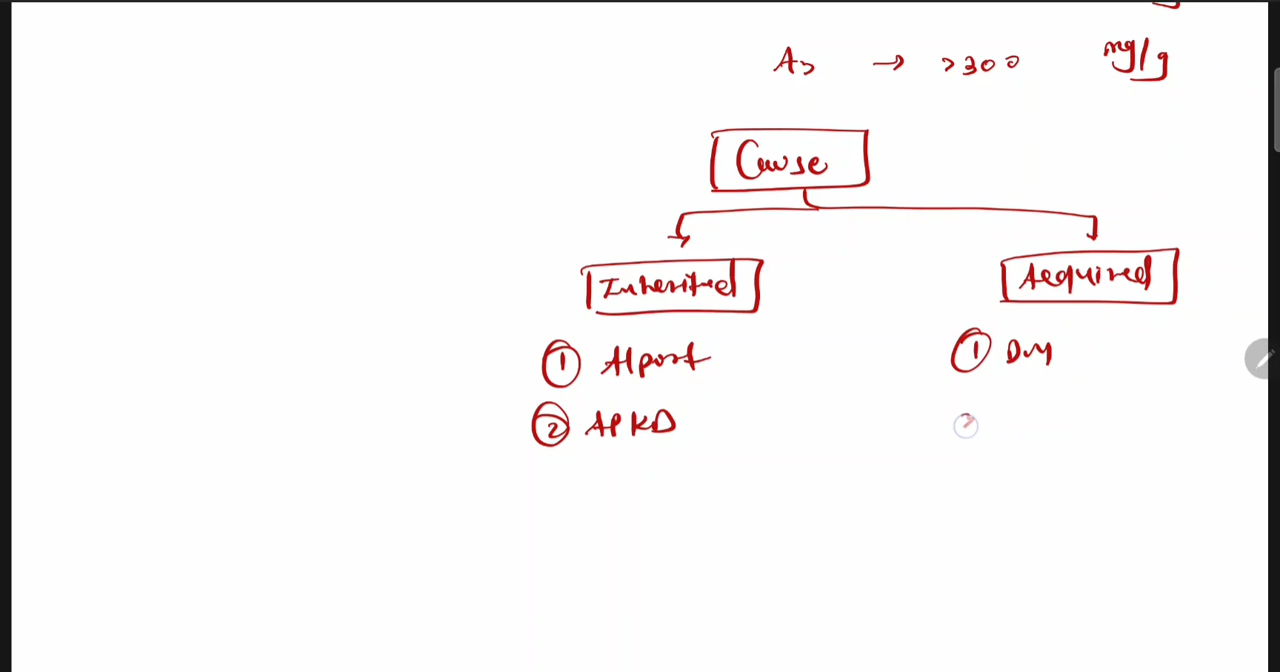 A3 → >300 mg/g
Cause
Inherited
Acquired
① Alport
① DM
② APKD